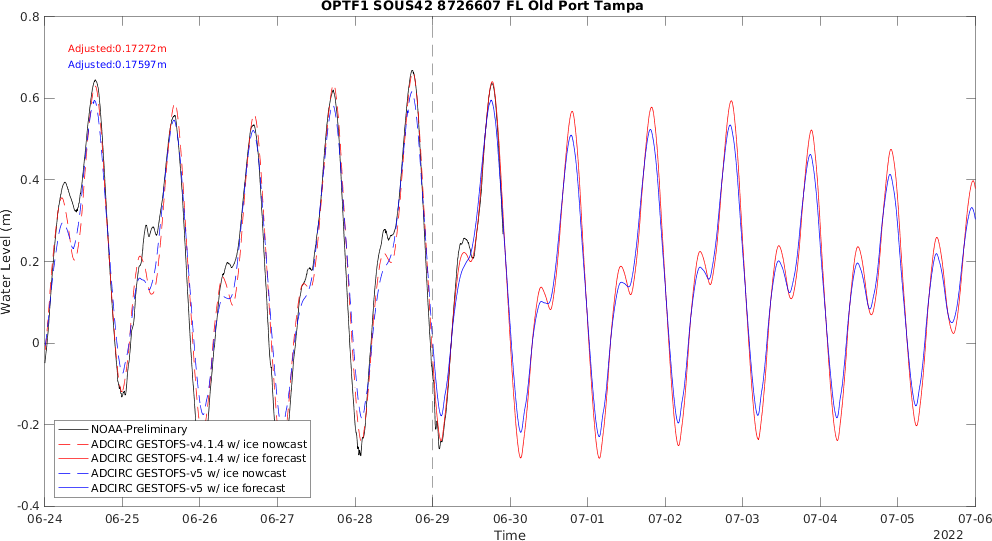 OPTF1 SOUS42 8726607 FL Old Port Tampa
Adjusted:0.17272m
Adjusted:0.17597m
0.8
0.6
0.4
0.2
0
-0.2
-0.4
Water Level (m)
NOAA-Preliminary
ADCIRC GESTOFS-v4.1.4 w/ ice nowcast
ADCIRC GESTOFS-v4.1.4 w/ ice forecast
ADCIRC GESTOFS-v5 w/ ice nowcast
ADCIRC GESTOFS-v5 w/ ice forecast
06-24 06-25 06-26 06-27 06-28 06-29 06-30 07-01 07-02 07-03 07-04 07-05 07-06
Time
2022